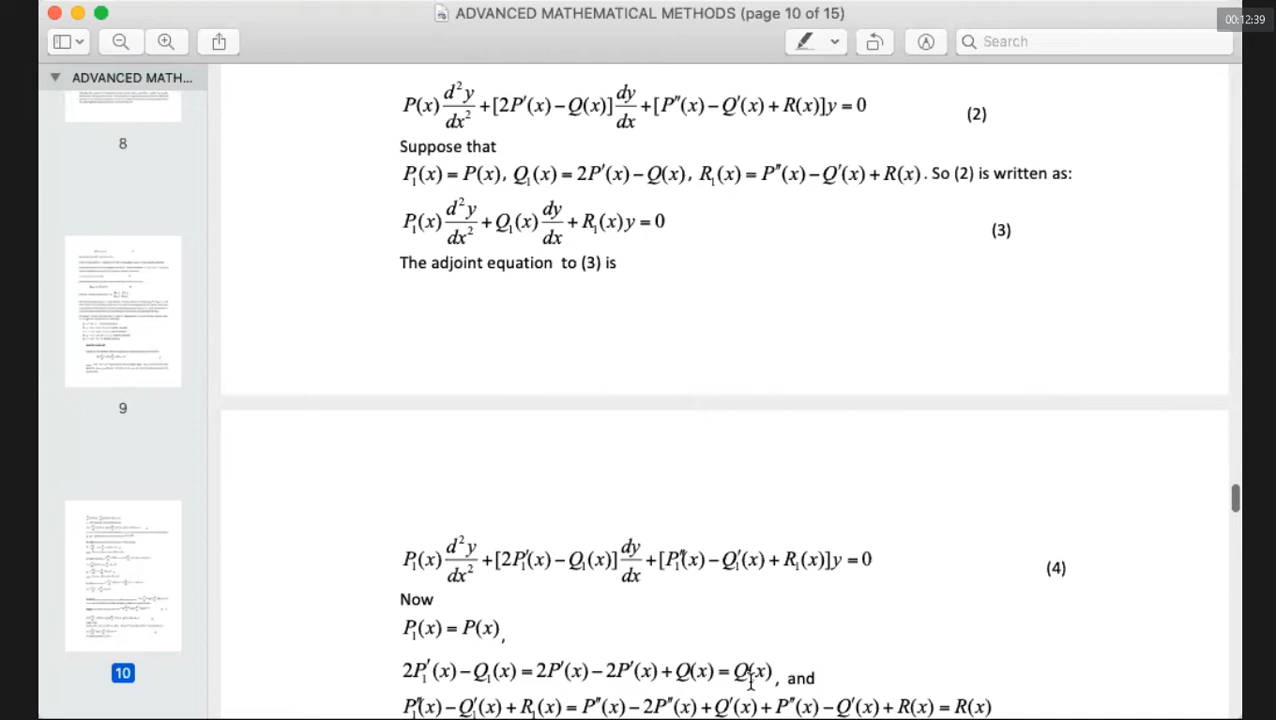 ADVANCED MATHEMATICAL METHODS (page 10 of 15)
00:12:39
Search
ADVANCED MATH...
8
9
10
P(x) d²y/dx² + [2P′(x) − Q(x)] dy/dx + [P″(x) − Q′(x) + R(x)]y = 0 (2)
Suppose that
P₁(x) = P(x), Q₁(x) = 2P′(x) − Q(x), R₁(x) = P″(x) − Q′(x) + R(x). So (2) is written as:
P₁(x) d²y/dx² + Q₁(x) dy/dx + R₁(x)y = 0 (3)
The adjoint equation to (3) is
P₁(x) d²y/dx² + [2P₁′(x) − Q₁(x)] dy/dx + [P₁″(x) − Q₁′(x) + R₁(x)]y = 0 (4)
Now
P₁(x) = P(x),
2P₁′(x) − Q₁(x) = 2P′(x) − 2P′(x) + Q(x) = Q(x), and
P₁″(x) − Q₁′(x) + R₁(x) = P″(x) − 2P″(x) + Q′(x) + P″(x) − Q′(x) + R(x) = R(x)